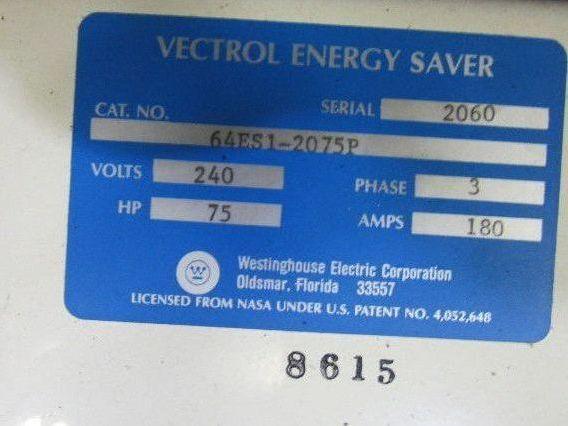 VECTROL ENERGY SAVER
CAT. NO. SERIAL 2060
64ES1-2075P
VOLTS 240 PHASE 3
HP 75 AMPS 180
W Westinghouse Electric Corporation
Oldsmar, Florida 33557
LICENSED FROM NASA UNDER U.S. PATENT NO. 4,052,648
8615